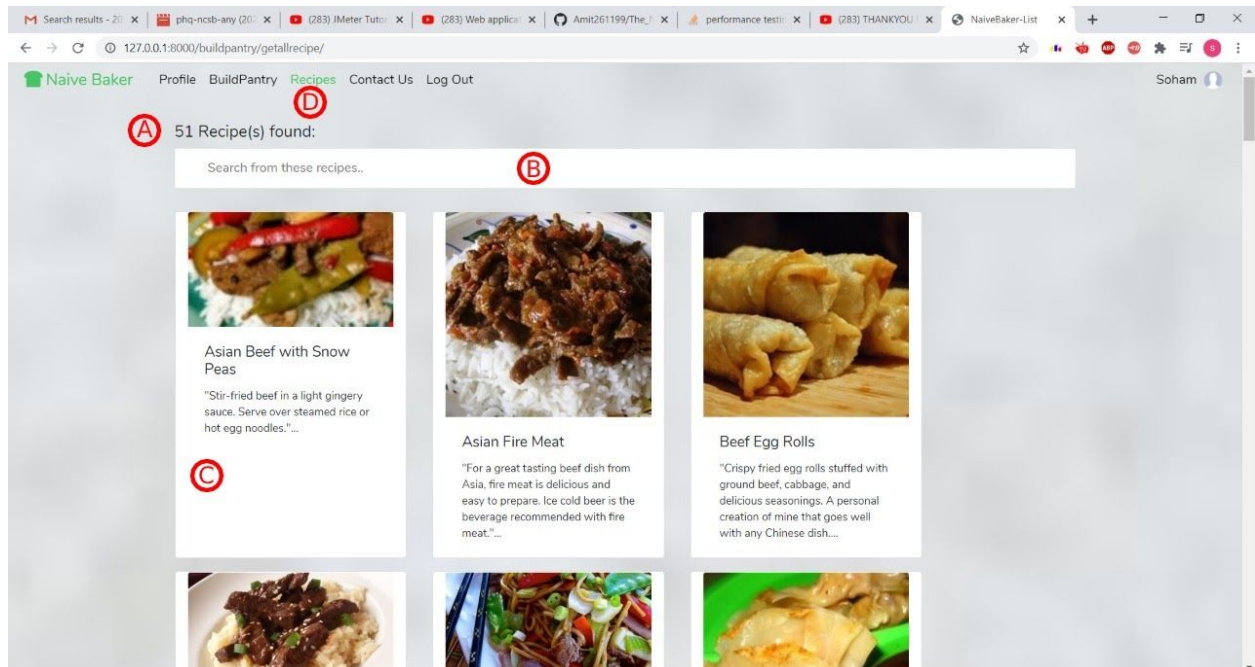 Search results - 20
phq-ncsb-any (202
(283) JMeter Tutor
(283) Web applicat
Amit261199/The_
performance testin
(283) THANKYOU
NaiveBaker-List
127.0.0.1:8000/buildpantry/getallrecipe/
ABP
S
Naive Baker Profile BuildPantry Recipes Contact Us Log Out Soham
D
A 51 Recipe(s) found:
Search from these recipes.. B
Asian Beef with Snow
Peas
"Stir-fried beef in a light gingery
sauce. Serve over steamed rice or
hot egg noodles."...
C
Asian Fire Meat
"For a great tasting beef dish from
Asia, fire meat is delicious and
easy to prepare. Ice cold beer is the
beverage recommended with fire
meat."...
Beef Egg Rolls
"Crispy fried egg rolls stuffed with
ground beef, cabbage, and
delicious seasonings. A personal
creation of mine that goes well
with any Chinese dish....